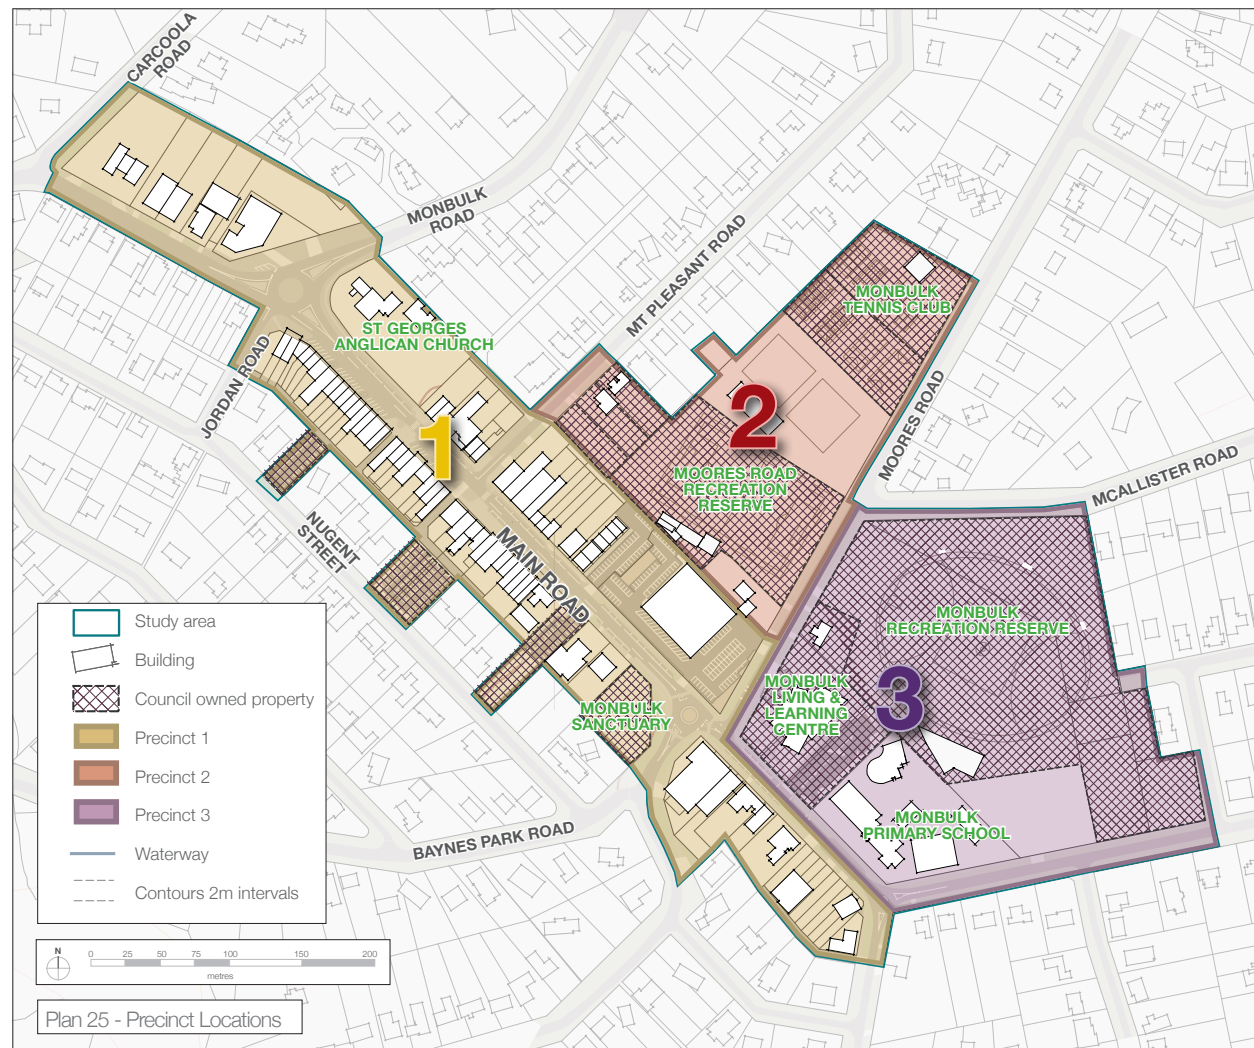 CARCOOLA
ROAD
MONBULK
ROAD
MT PLEASANT ROAD
MONBULK
TENNIS CLUB
ST GEORGES
ANGLICAN CHURCH
JORDAN ROAD
1
2
MOORES ROAD
MOORES ROAD
RECREATION
RESERVE
MCALLISTER ROAD
NUGENT
STREET
MAIN ROAD
MONBULK
RECREATION RESERVE
MONBULK
LIVING &
LEARNING
CENTRE
3
MONBULK
SANCTUARY
MONBULK
PRIMARY SCHOOL
BAYNES PARK ROAD
Study area
Building
Council owned property
Precinct 1
Precinct 2
Precinct 3
Waterway
Contours 2m intervals
N
0 25 50 75 100 150 200
metres
Plan 25 - Precinct Locations